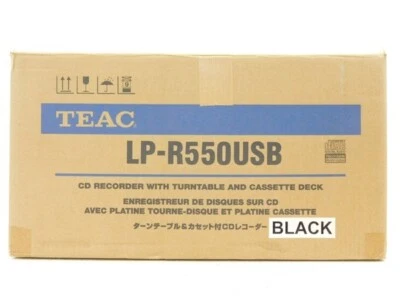 TEAC
LP-R550USB
CD RECORDER WITH TURNTABLE AND CASSETTE DECK
ENREGISTREUR DE DISQUES SUR CD
AVEC PLATINE TOURNE-DISQUE ET PLATINE CASSETTE
ターンテーブル&カセット付CDレコーダー BLACK